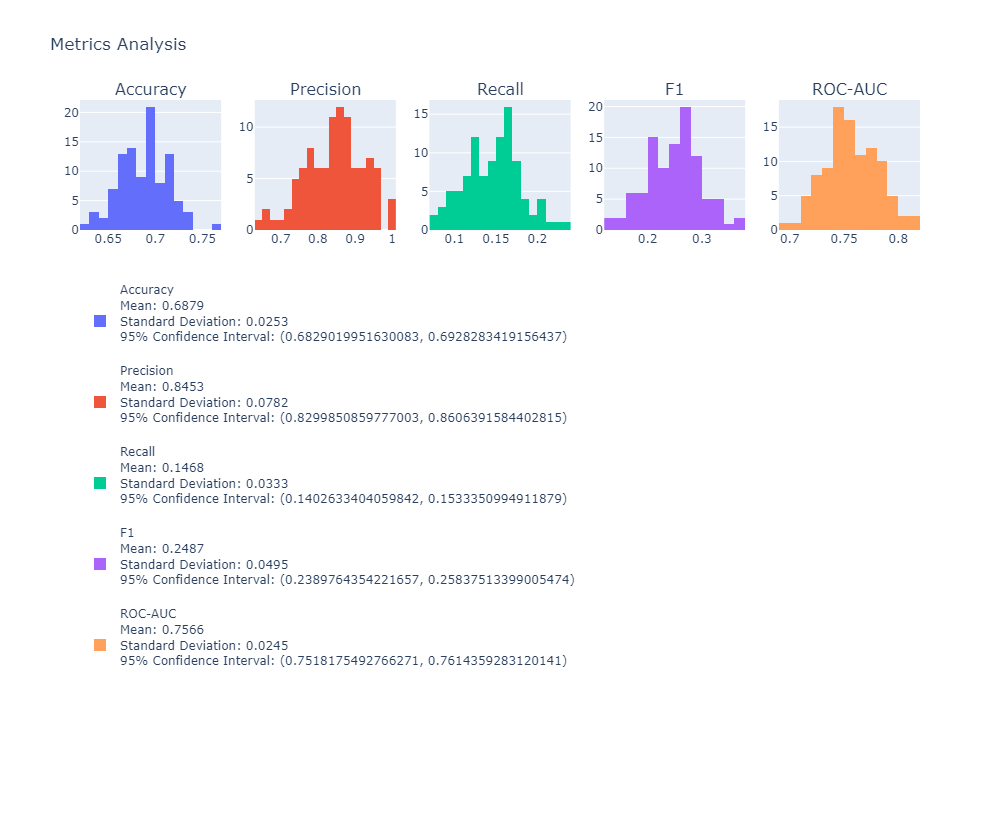 Metrics Analysis
Accuracy Precision Recall F1 ROC-AUC
20
15
10
5
0
0.65 0.7 0.75
10
5
0
0.7 0.8 0.9 1
15
10
5
0
0.1 0.15 0.2
20
15
10
5
0
0.2 0.3
15
10
5
0
0.7 0.75 0.8
Accuracy
Mean: 0.6879
Standard Deviation: 0.0253
95% Confidence Interval: (0.6829019951630083, 0.6928283419156437)
Precision
Mean: 0.8453
Standard Deviation: 0.0782
95% Confidence Interval: (0.8299850859777003, 0.8606391584402815)
Recall
Mean: 0.1468
Standard Deviation: 0.0333
95% Confidence Interval: (0.1402633404059842, 0.1533350994911879)
F1
Mean: 0.2487
Standard Deviation: 0.0495
95% Confidence Interval: (0.2389764354221657, 0.25837513399005474)
ROC-AUC
Mean: 0.7566
Standard Deviation: 0.0245
95% Confidence Interval: (0.7518175492766271, 0.7614359283120141)